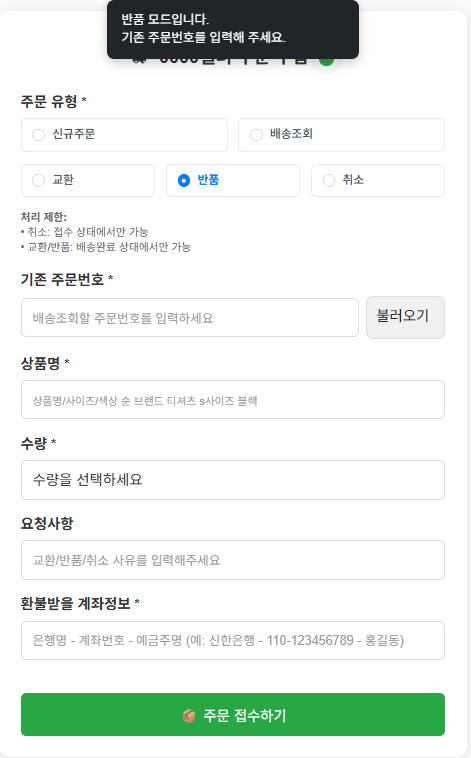 반품 모드입니다.
기존 주문번호를 입력해 주세요.
주문 유형 *
신규주문
배송조회
교환
반품
취소
처리 제한:
• 취소: 접수 상태에서만 가능
• 교환/반품: 배송완료 상태에서만 가능
기존 주문번호 *
배송조회할 주문번호를 입력하세요
불러오기
상품명 *
상품명/사이즈/색상 순 브랜드 티셔츠 s사이즈 블랙
수량 *
수량을 선택하세요
요청사항
교환/반품/취소 사유를 입력해주세요
환불받을 계좌정보 *
은행명 - 계좌번호 - 예금주명 (예: 신한은행 - 110-123456789 - 홍길동)
📦 주문 접수하기